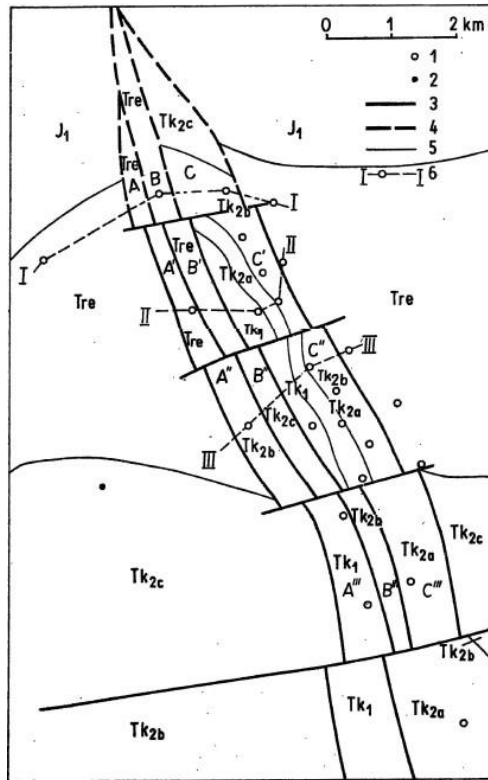 0 1 2 km
1
2
3
4
5
I I 6
J₁
Tre
Tk₂c
J₁
Tre
A
B
C
Tk₂b
I
I
Tre
Tre
A'
B'
C'
Tk₂a
II
Tre
II
Tre
Tk₁
A"
B"
C"
III
Tk₂b
Tk₁
Tk₂a
Tk₂c
Tk₂b
III
Tk₂b
Tk₂c
Tk₁
Tk₂a
Tk₂c
A'''
B'''
C'''
Tk₂b
Tk₂b
Tk₁
Tk₂a